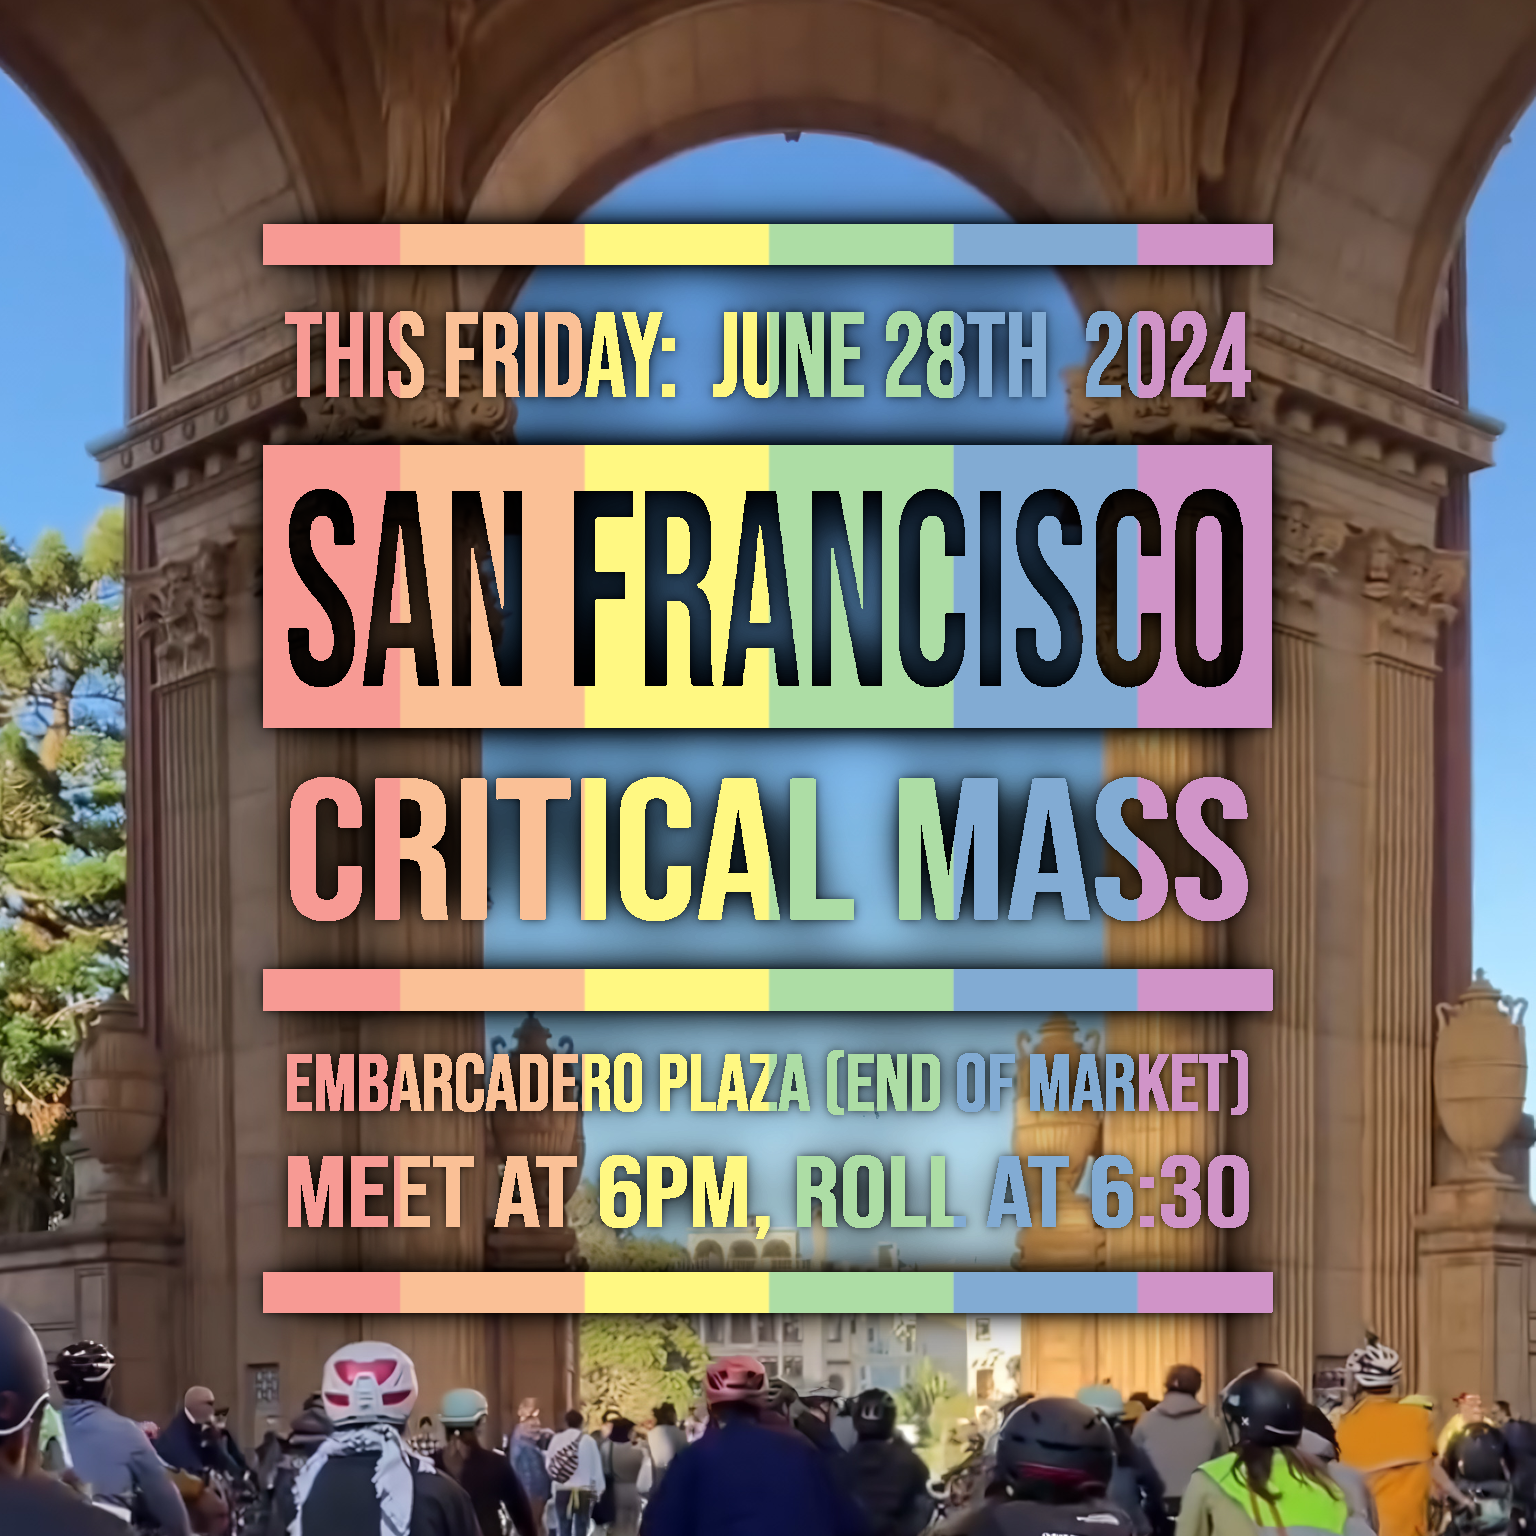 THIS FRIDAY: JUNE 28TH 2024
SAN FRANCISCO
CRITICAL MASS
EMBARCADERO PLAZA (END OF MARKET)
MEET AT 6PM, ROLL AT 6:30